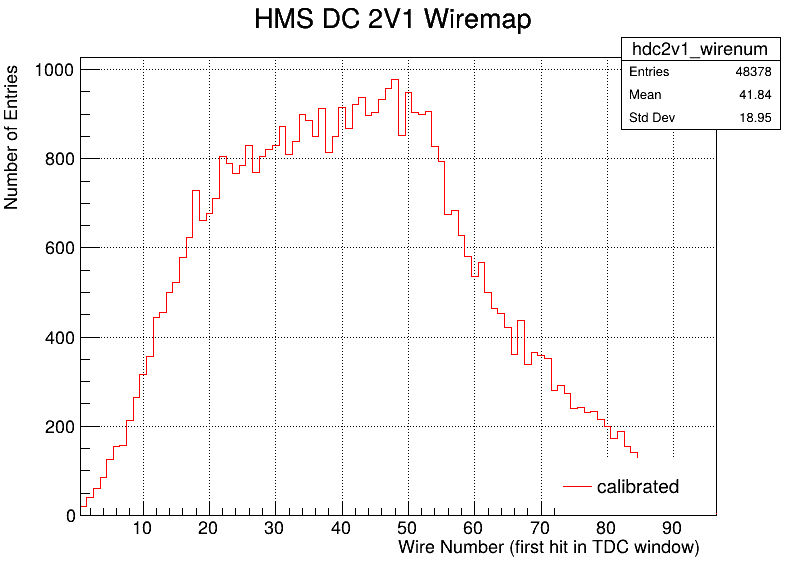 HMS DC 2V1 Wiremap
hdc2v1_wirenum
Entries 48378
Mean 41.84
Std Dev 18.95
Number of Entries
1000
800
600
400
200
0
calibrated
10 20 30 40 50 60 70 80 90
Wire Number (first hit in TDC window)